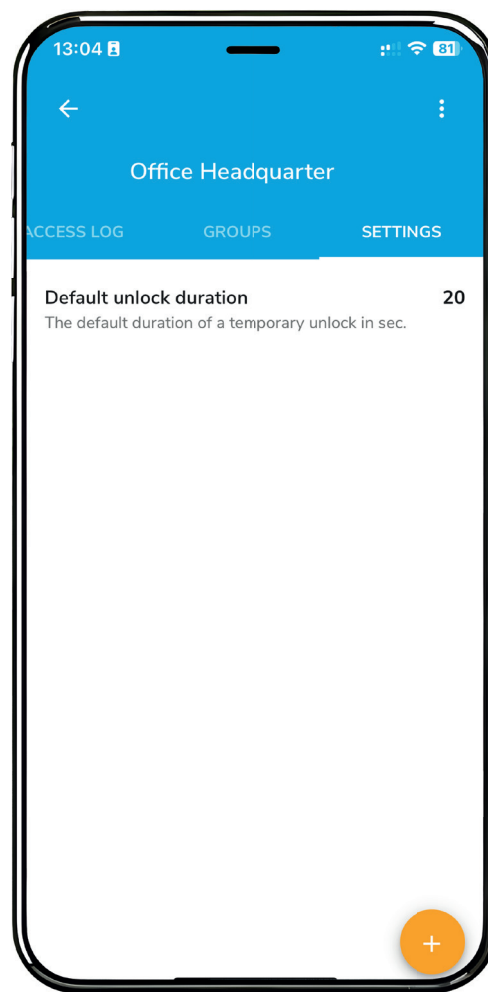 13:04
81
Office Headquarter
ACCESS LOG GROUPS SETTINGS
Default unlock duration 20
The default duration of a temporary unlock in sec.
+